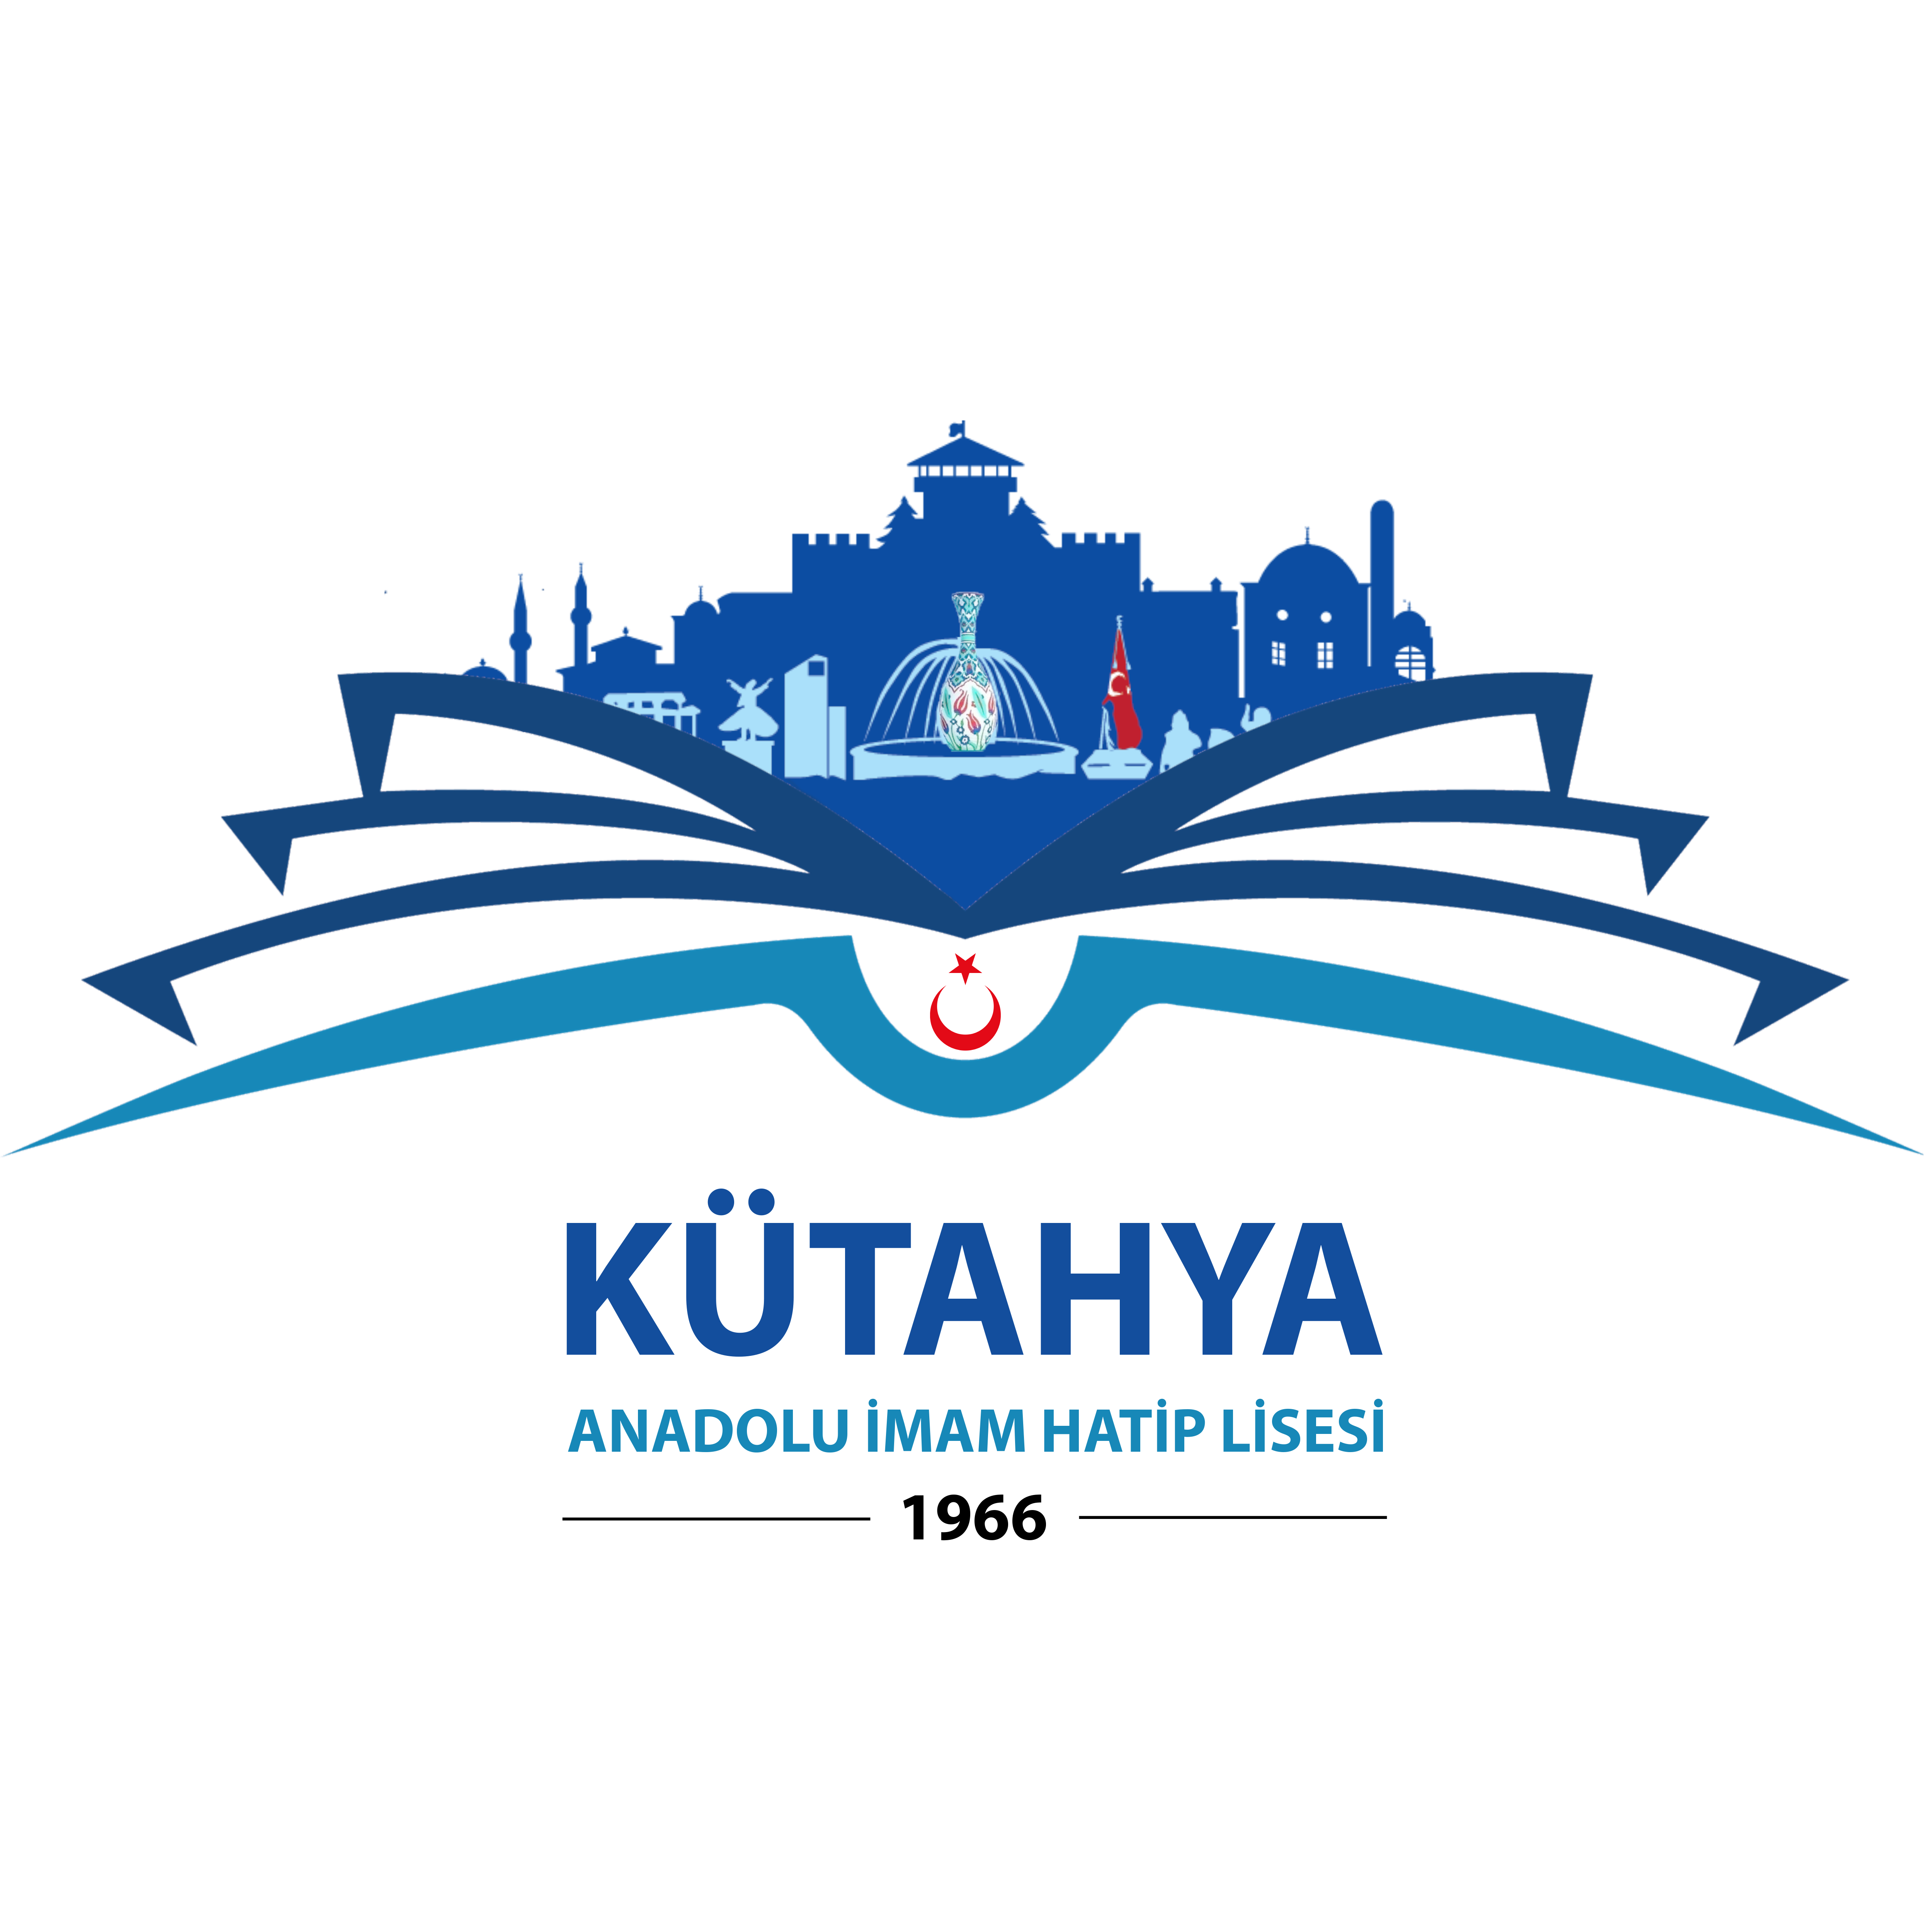 KÜTAHYA
ANADOLU İMAM HATİP LİSESİ
1966